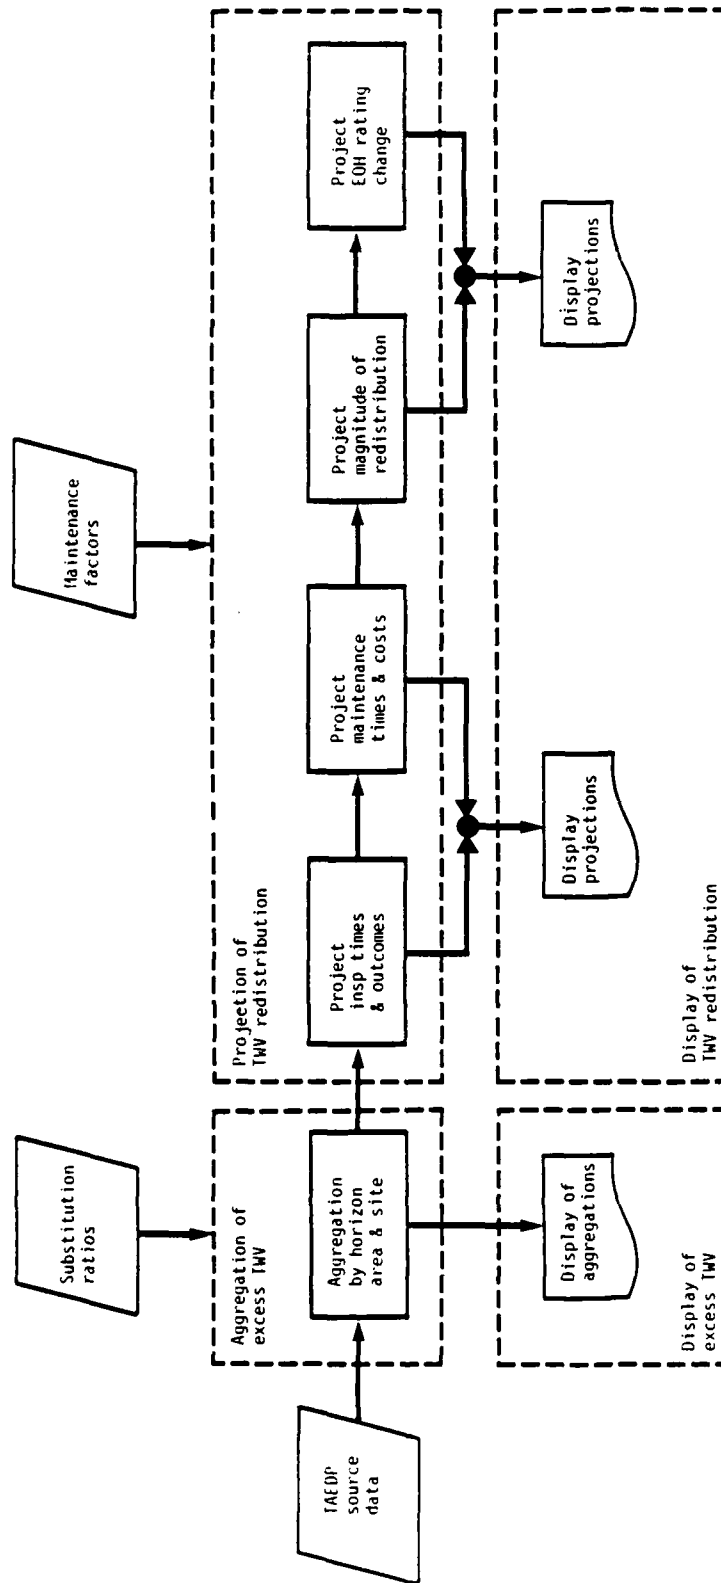 Substitution
ratios
Maintenance
factors
Aggregation of
excess TWV
Projection of
TWV redistribution
TAEDP
source
data
Aggregation
by horizon
area & site
Project
insp times
& outcomes
Project
maintenance
times & costs
Project
magnitude of
redistribution
Project
EOH rating
change
Display of
aggregations
Display
projections
Display
projections
Display of
excess TWV
Display of
TWV redistribution